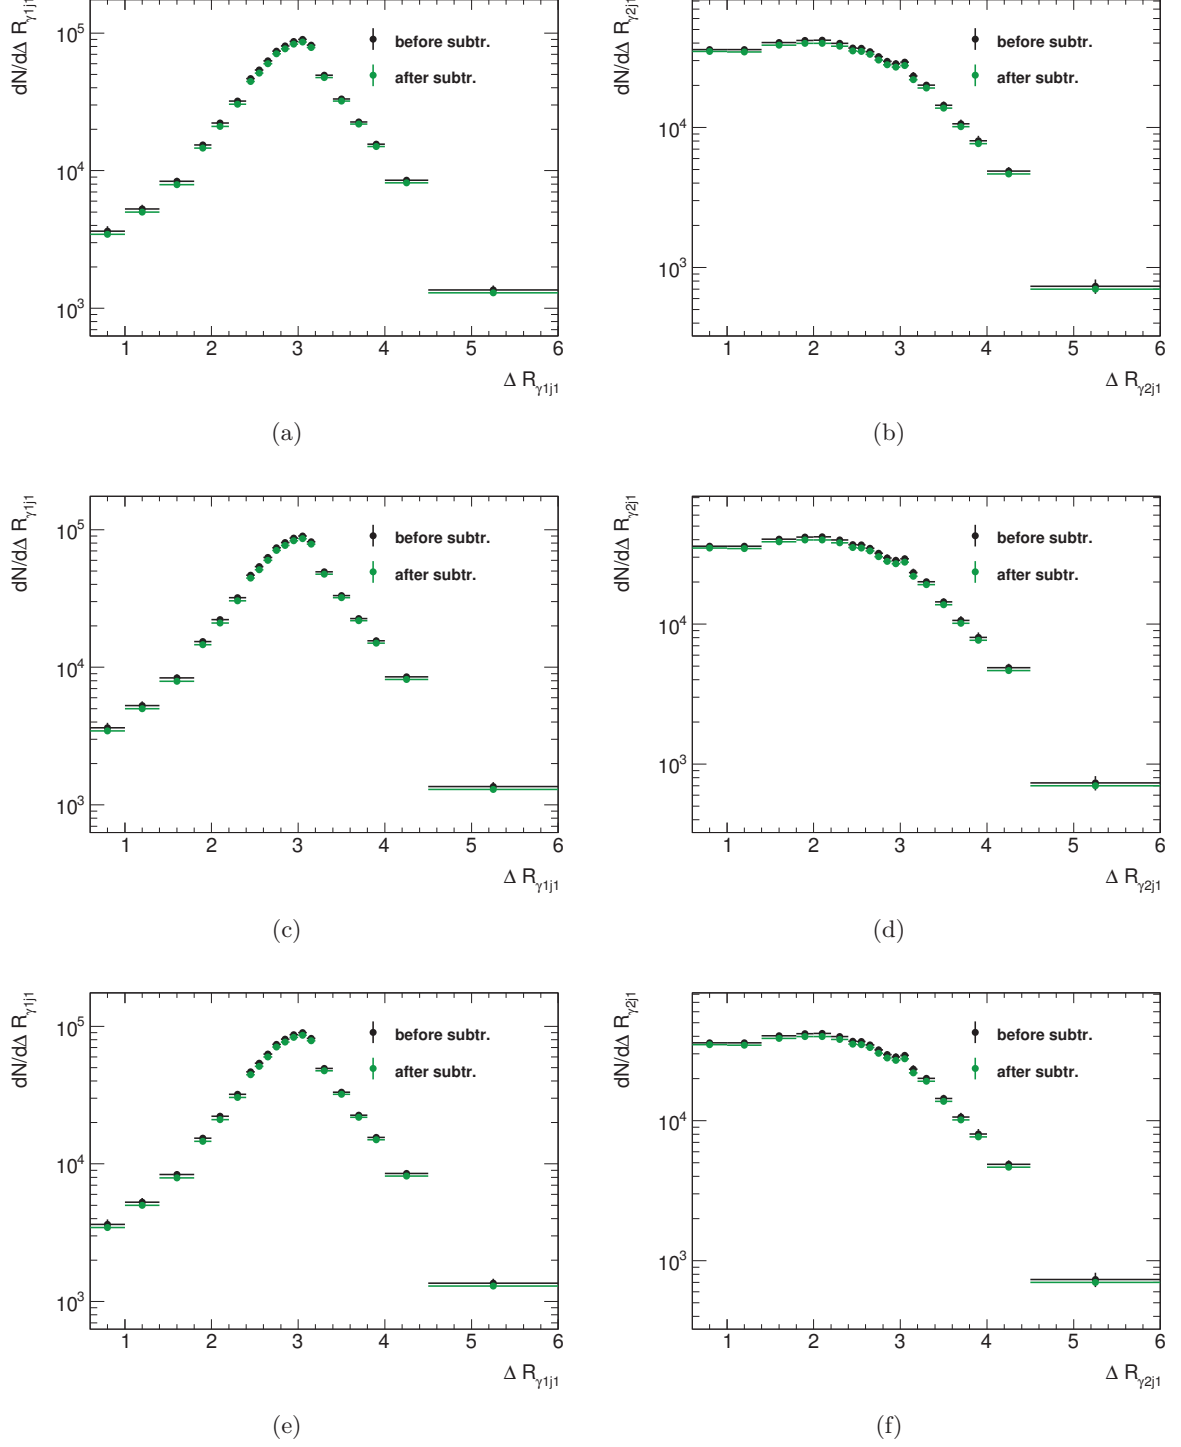 dN/dΔ R_γ1j1
10^5
10^4
10^3
before subtr.
after subtr.
1 2 3 4 5 6
Δ R_γ1j1
(a)
dN/dΔ R_γ2j1
10^4
10^3
before subtr.
after subtr.
1 2 3 4 5 6
Δ R_γ2j1
(b)
dN/dΔ R_γ1j1
10^5
10^4
10^3
before subtr.
after subtr.
1 2 3 4 5 6
Δ R_γ1j1
(c)
dN/dΔ R_γ2j1
10^4
10^3
before subtr.
after subtr.
1 2 3 4 5 6
Δ R_γ2j1
(d)
dN/dΔ R_γ1j1
10^5
10^4
10^3
before subtr.
after subtr.
1 2 3 4 5 6
Δ R_γ1j1
(e)
dN/dΔ R_γ2j1
10^4
10^3
before subtr.
after subtr.
1 2 3 4 5 6
Δ R_γ2j1
(f)